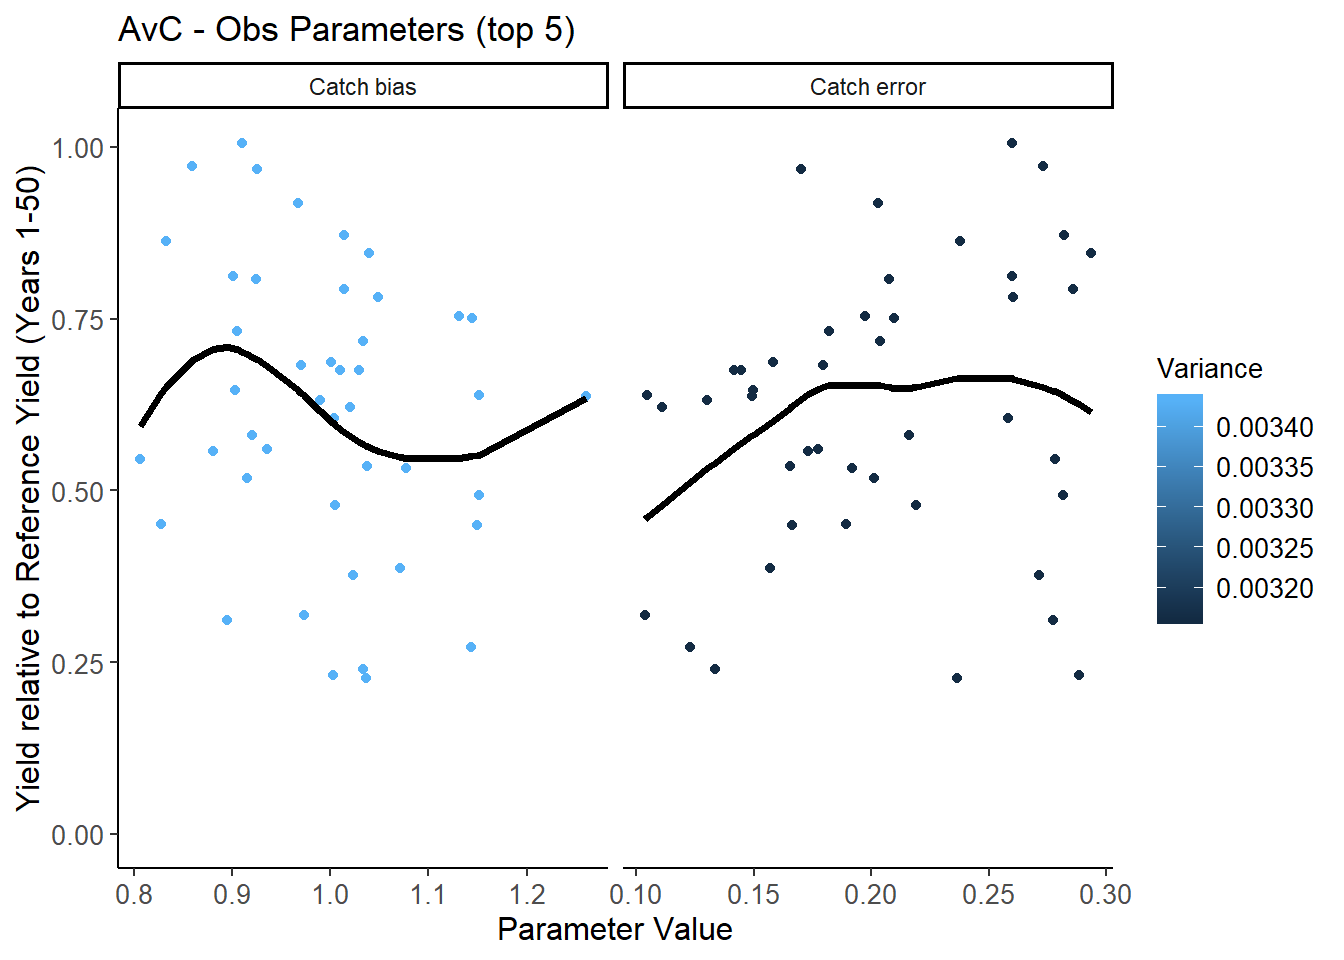 AvC - Obs Parameters (top 5)
Catch bias
Catch error
Yield relative to Reference Yield (Years 1-50)
1.00
0.75
0.50
0.25
0.00
0.8 0.9 1.0 1.1 1.2
0.10 0.15 0.20 0.25 0.30
Parameter Value
Variance
0.00340
0.00335
0.00330
0.00325
0.00320